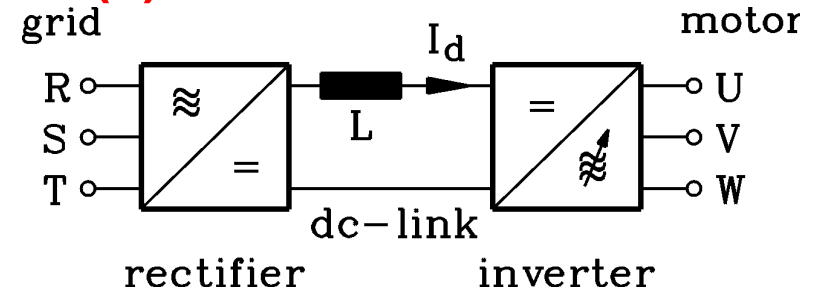 grid
motor
I_d
R
U
L
S
V
T
W
dc-link
rectifier
inverter